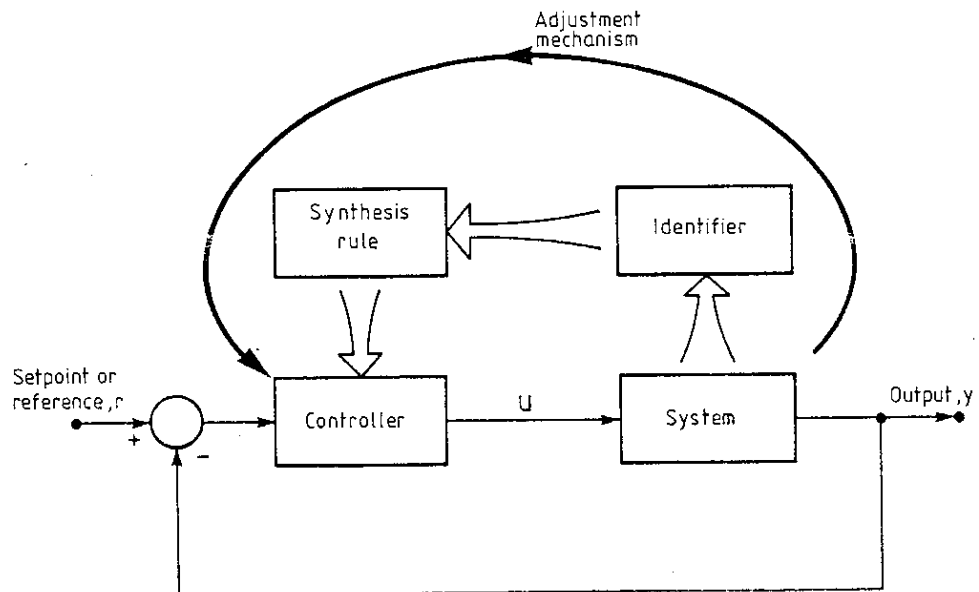 Adjustment
mechanism
Synthesis
rule
Identifier
Setpoint or
reference, r
+
-
Controller
U
System
Output, y